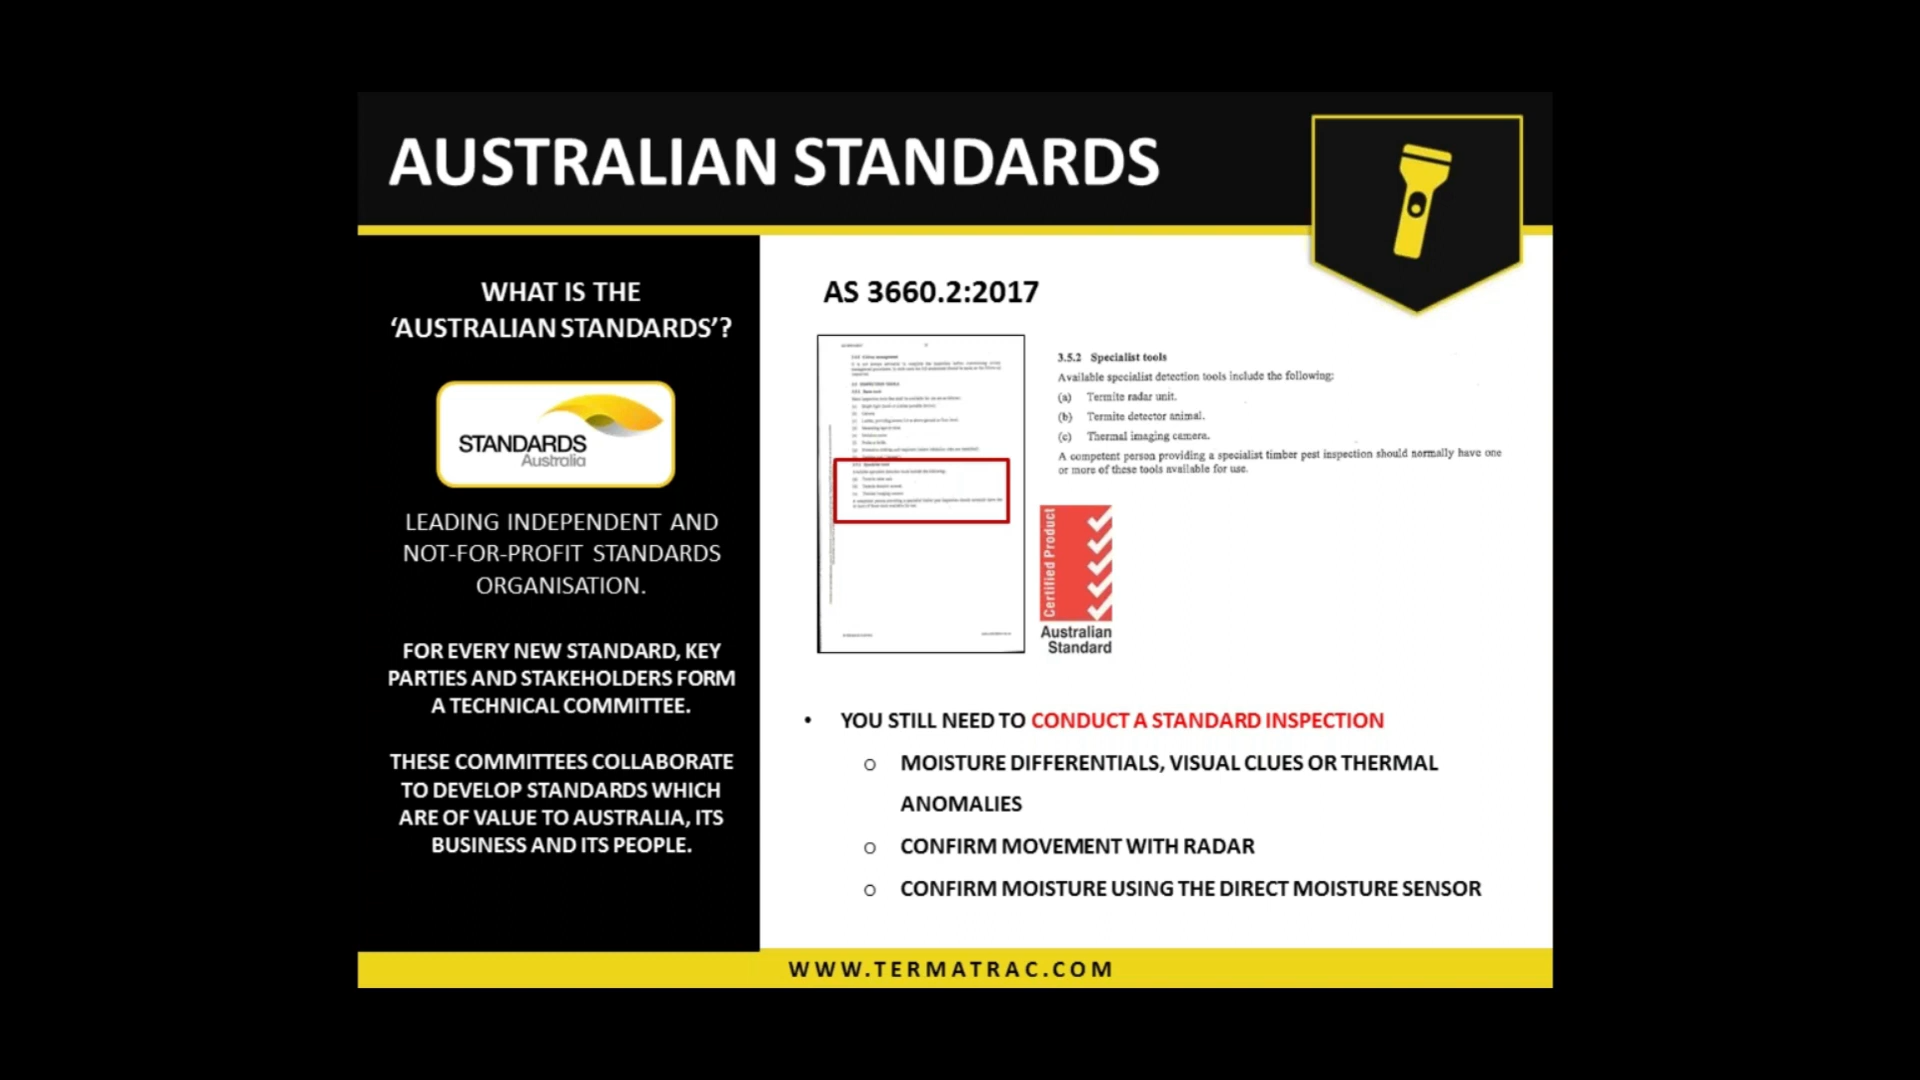 AUSTRALIAN STANDARDS
WHAT IS THE
‘AUSTRALIAN STANDARDS’?
STANDARDS
Australia
LEADING INDEPENDENT AND
NOT-FOR-PROFIT STANDARDS
ORGANISATION.
FOR EVERY NEW STANDARD, KEY
PARTIES AND STAKEHOLDERS FORM
A TECHNICAL COMMITTEE.
THESE COMMITTEES COLLABORATE
TO DEVELOP STANDARDS WHICH
ARE OF VALUE TO AUSTRALIA, ITS
BUSINESS AND ITS PEOPLE.
AS 3660.2:2017
3.5.2 Specialist tools
Available specialist detection tools include the following:
(a) Termite radar unit.
(b) Termite detector animal.
(c) Thermal imaging camera.
A competent person providing a specialist timber pest inspection should normally have one
or more of these tools available for use.
Certified Product
Australian
Standard
• YOU STILL NEED TO CONDUCT A STANDARD INSPECTION
o MOISTURE DIFFERENTIALS, VISUAL CLUES OR THERMAL
ANOMALIES
o CONFIRM MOVEMENT WITH RADAR
o CONFIRM MOISTURE USING THE DIRECT MOISTURE SENSOR
WWW.TERMATRAC.COM